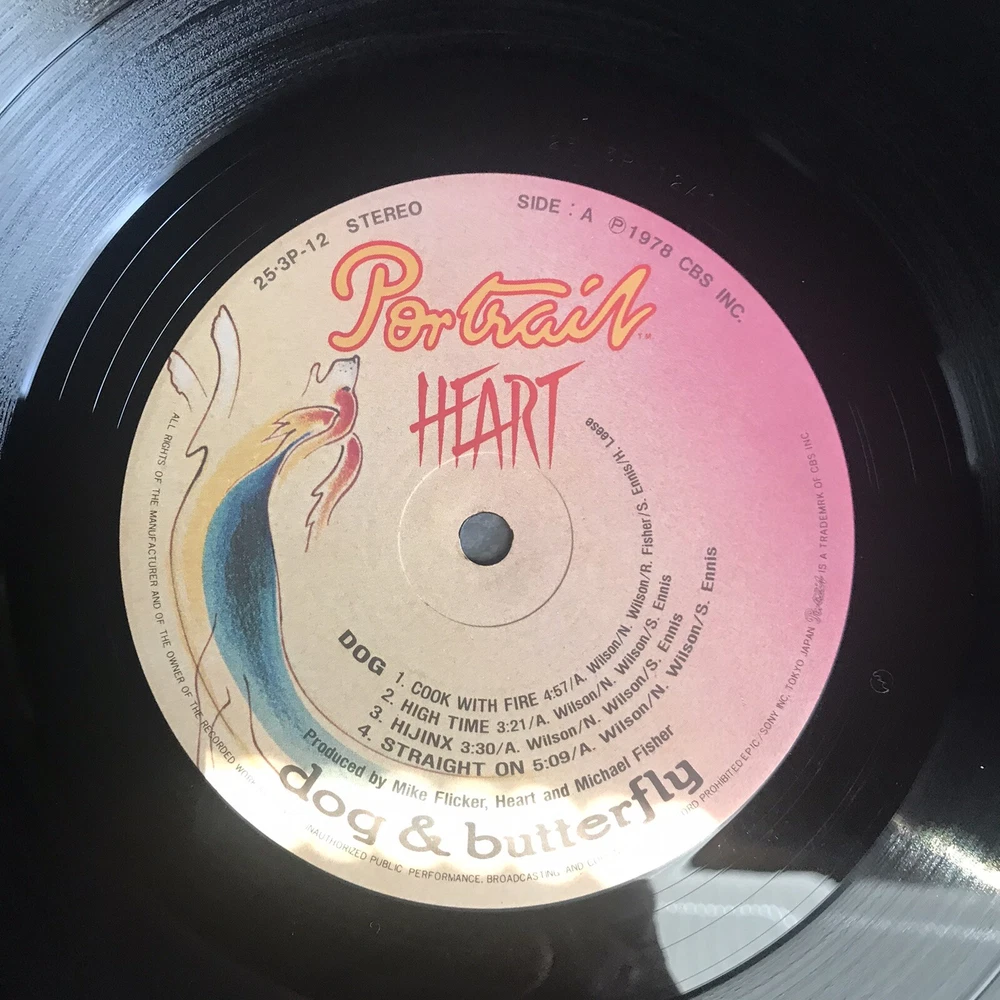 25·3P-12 STEREO
SIDE : A Ⓟ1978 CBS INC.
Portrait TM
HEART
DOG
1. COOK WITH FIRE 4:57/A. Wilson/N. Wilson/R. Fisher/S. Ennis/H. Leese
2. HIGH TIME 3:21/A. Wilson/N. Wilson/S. Ennis
3. HIJINX 3:30/A. Wilson/N. Wilson/S. Ennis
4. STRAIGHT ON 5:09/A. Wilson/N. Wilson/S. Ennis
Produced by Mike Flicker, Heart and Michael Fisher
dog & butterfly
ALL RIGHTS OF THE MANUFACTURER AND OF THE OWNER OF THE RECORDED UNAUTHORIZED PUBLIC PERFORMANCE, BROADCASTING AND PROHIBITED EPIC/SONY INC. TOKYO JAPAN Portrait IS A TRADEMRK OF CBS INC